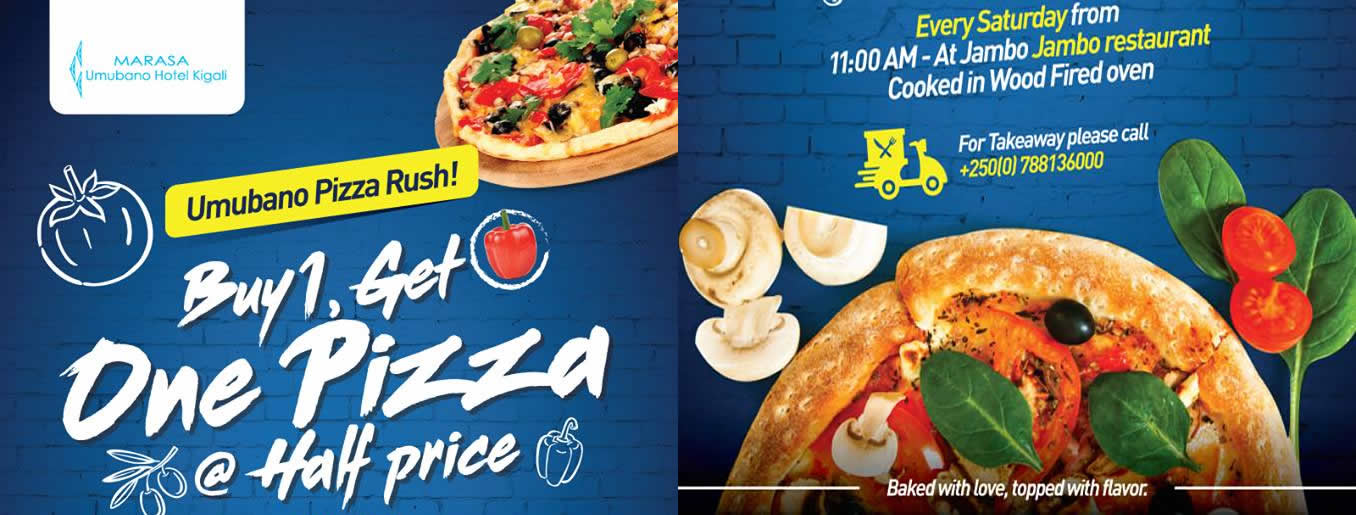 MARASA
Umubano Hotel Kigali
Umubano Pizza Rush!
Buy 1, Get
One Pizza
@ Half price
Every Saturday from
11:00 AM - At Jambo Jambo restaurant
Cooked in Wood Fired oven
For Takeaway please call
+250(0) 788136000
Baked with love, topped with flavor.